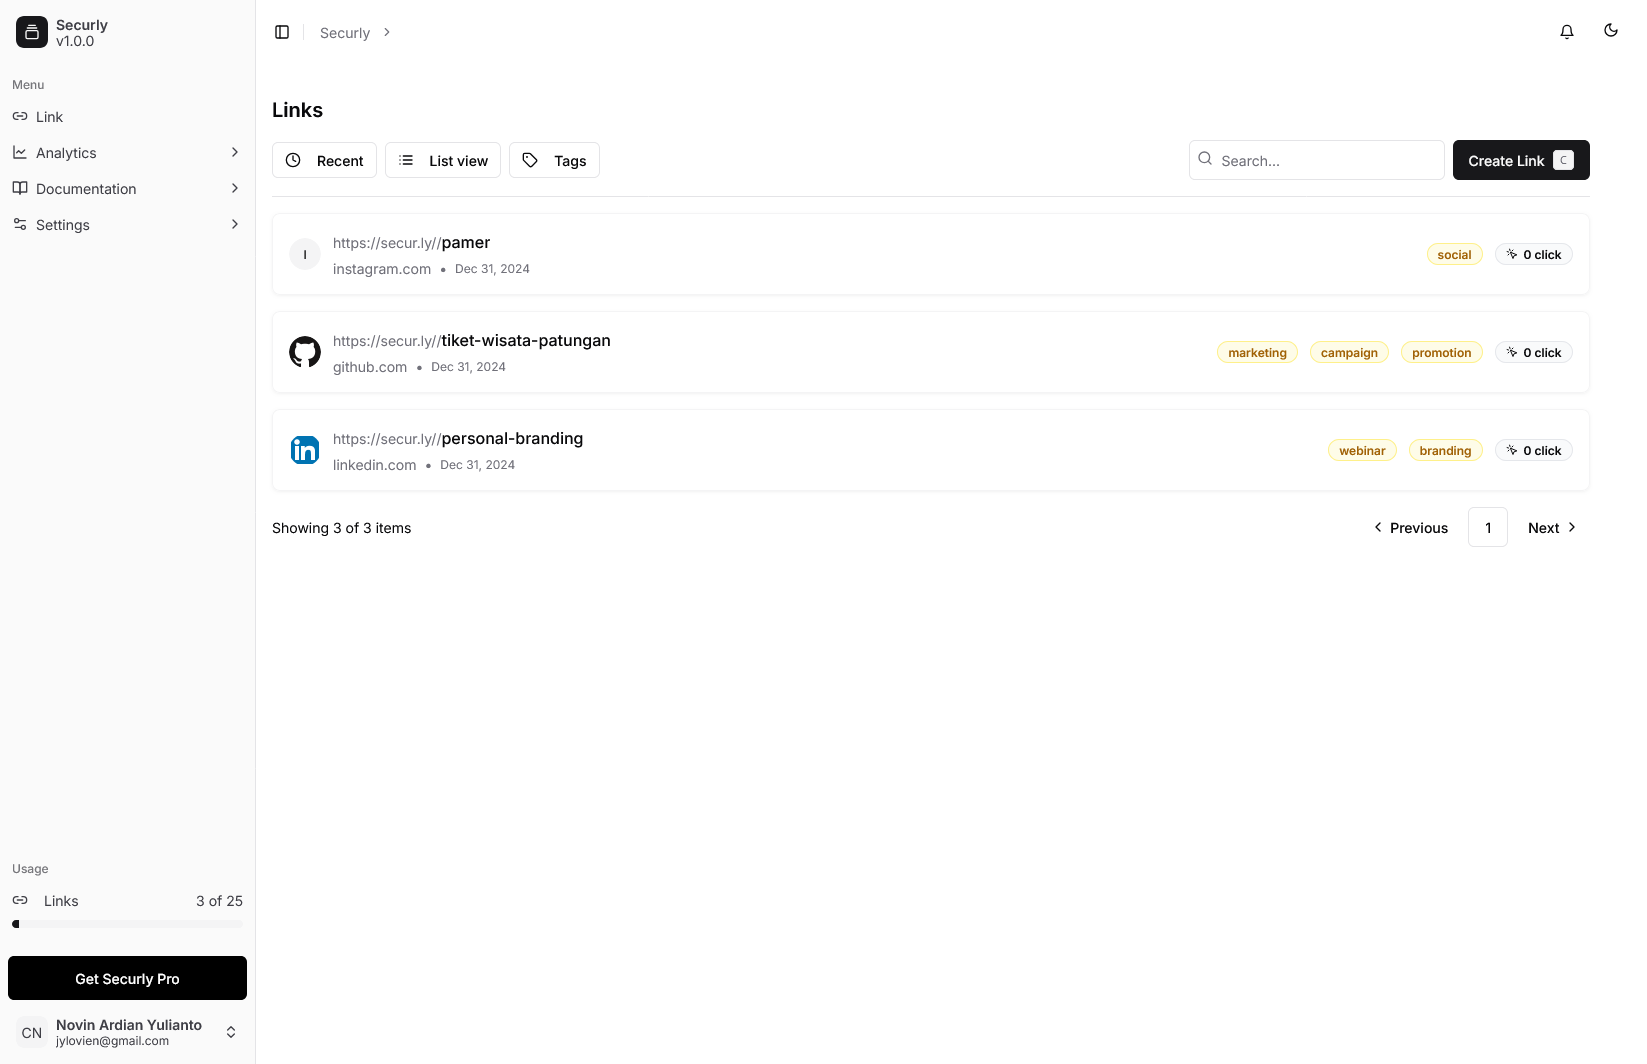 Securly
v1.0.0
Menu
Link
Analytics
Documentation
Settings
Usage
Links 3 of 25
Get Securly Pro
CN
Novin Ardian Yulianto
jylovien@gmail.com
Securly
Links
Recent
List view
Tags
Search...
Create Link C
I
https://secur.ly//pamer
instagram.com • Dec 31, 2024
social
0 click
https://secur.ly//tiket-wisata-patungan
github.com • Dec 31, 2024
marketing
campaign
promotion
0 click
in
https://secur.ly//personal-branding
linkedin.com • Dec 31, 2024
webinar
branding
0 click
Showing 3 of 3 items
Previous
1
Next